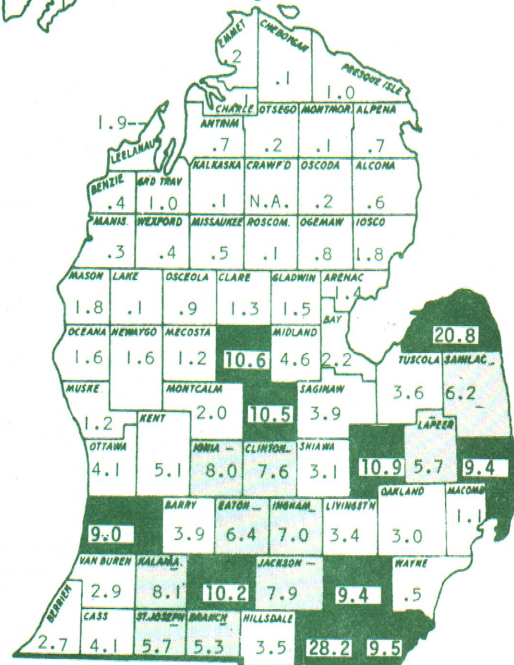 EMMET CHEBOYGAN
.2 .1 PRESQUE ISLE
.1 1.0
CHARLE OTSEGO MONTMOR. ALPENA
1.9 ANTRIM
.7 .2 .1 .7
LEELANAU
KALKASKA CRAWF'D OSCODA ALCONA
BENZIE GRD TRAV
.4 1.0 .1 N.A. .2 .6
MANIS. WEXFORD MISSAUKEE ROSCOM. OGEMAW IOSCO
.3 .4 .5 .1 .8 1.8
MASON LAKE OSCEOLA CLARE GLADWIN ARENAC
1.8 .1 .9 1.3 1.5 1.4
BAY
OCEANA NEWAYGO MECOSTA MIDLAND 20.8
1.6 1.6 1.2 10.6 4.6 2.2
TUSCOLA SANILAC
3.6 6.2
MUSKE MONTCALM SAGINAW
1.2 2.0 10.5 3.9
KENT LAPEER
OTTAWA IONIA CLINTON SHIAWA
4.1 5.1 8.0 7.6 3.1 10.9 5.7 9.4
OAKLAND MACOMB
BARRY EATON INGHAM LIVINGST'N 1.1
9.0 3.9 6.4 7.0 3.4 3.0
VAN BUREN KALAMA. JACKSON WAYNE
2.9 8.1 10.2 7.9 9.4 .5
BERRIEN CASS ST.JOSEPH BRANCH HILLSDALE
2.7 4.1 5.7 5.3 3.5 28.2 9.5